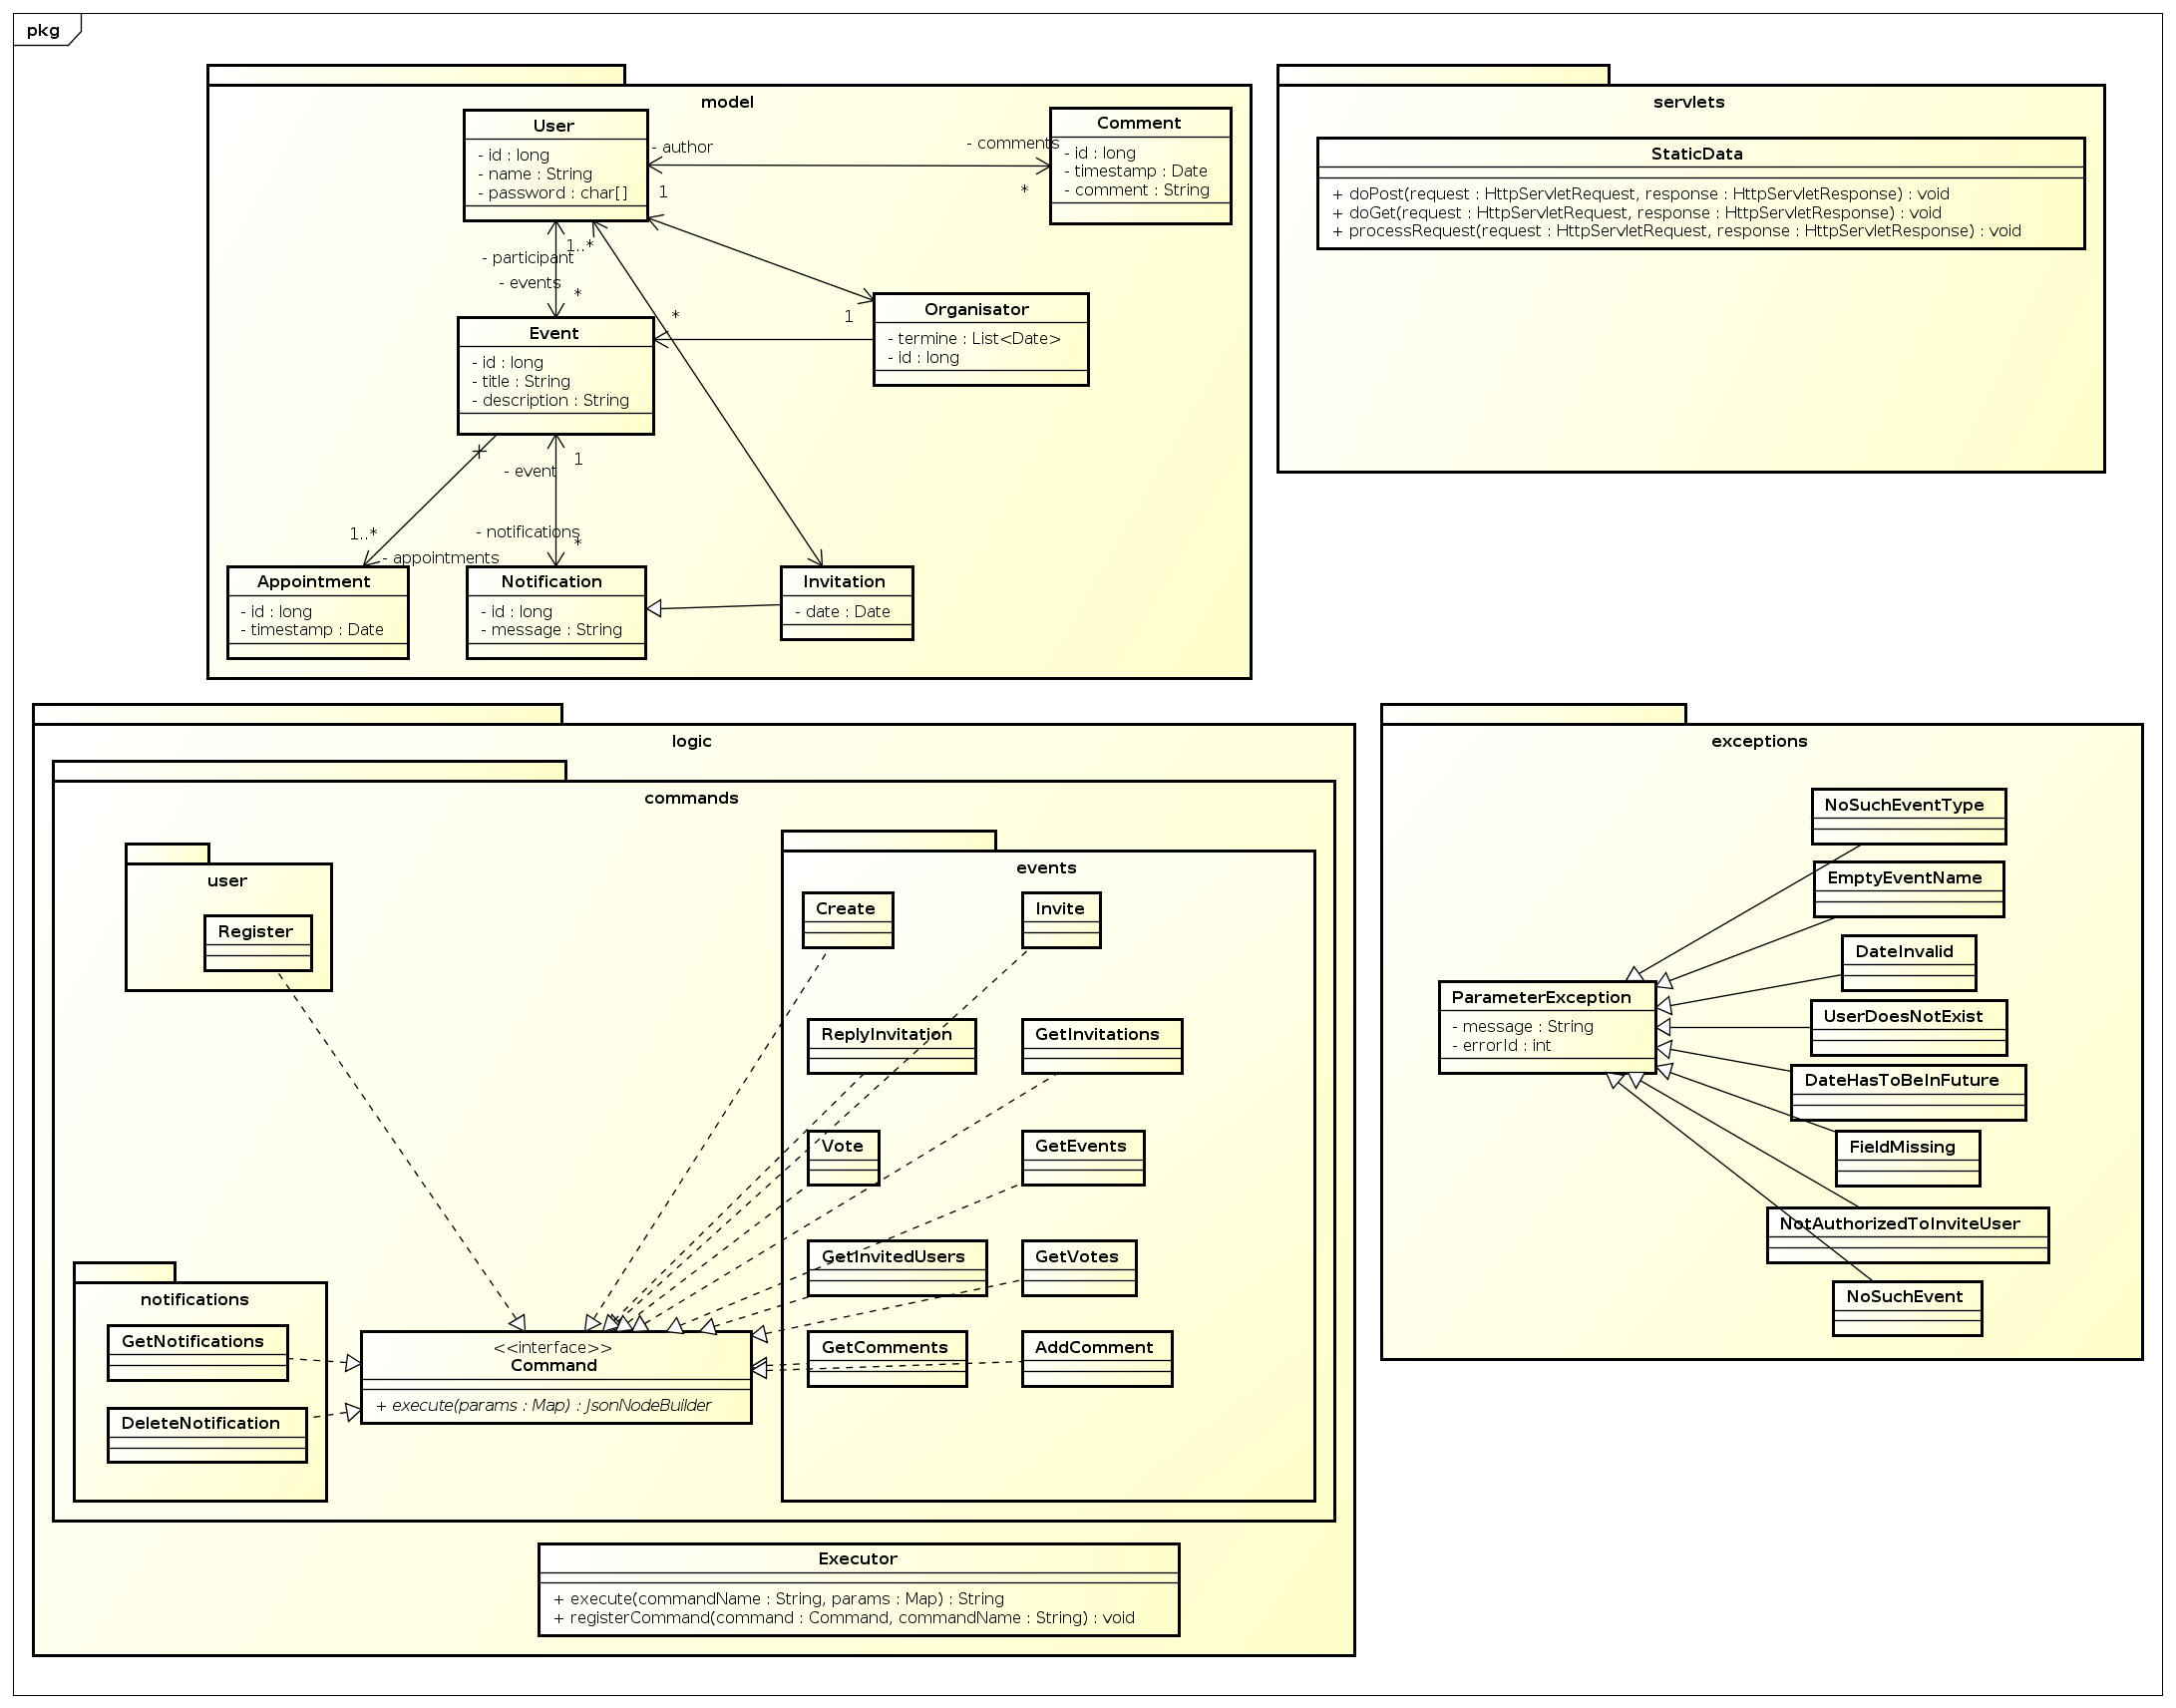 pkg
model
User
- id : long
- name : String
- password : char[]
- author
1
- comments
*
Comment
- id : long
- timestamp : Date
- comment : String
1..*
- participant
- events
*
Event
- id : long
- title : String
- description : String
*
1
Organisator
- termine : List<Date>
- id : long
1
- event
1..*
- appointments
- notifications
*
Appointment
- id : long
- timestamp : Date
Notification
- id : long
- message : String
Invitation
- date : Date
servlets
StaticData
+ doPost(request : HttpServletRequest, response : HttpServletResponse) : void
+ doGet(request : HttpServletRequest, response : HttpServletResponse) : void
+ processRequest(request : HttpServletRequest, response : HttpServletResponse) : void
logic
commands
user
Register
events
Create
Invite
ReplyInvitation
GetInvitations
Vote
GetEvents
GetInvitedUsers
GetVotes
GetComments
AddComment
notifications
GetNotifications
DeleteNotification
<<interface>>
Command
+ execute(params : Map) : JsonNodeBuilder
Executor
+ execute(commandName : String, params : Map) : String
+ registerCommand(command : Command, commandName : String) : void
exceptions
NoSuchEventType
EmptyEventName
DateInvalid
ParameterException
- message : String
- errorId : int
UserDoesNotExist
DateHasToBeInFuture
FieldMissing
NotAuthorizedToInviteUser
NoSuchEvent